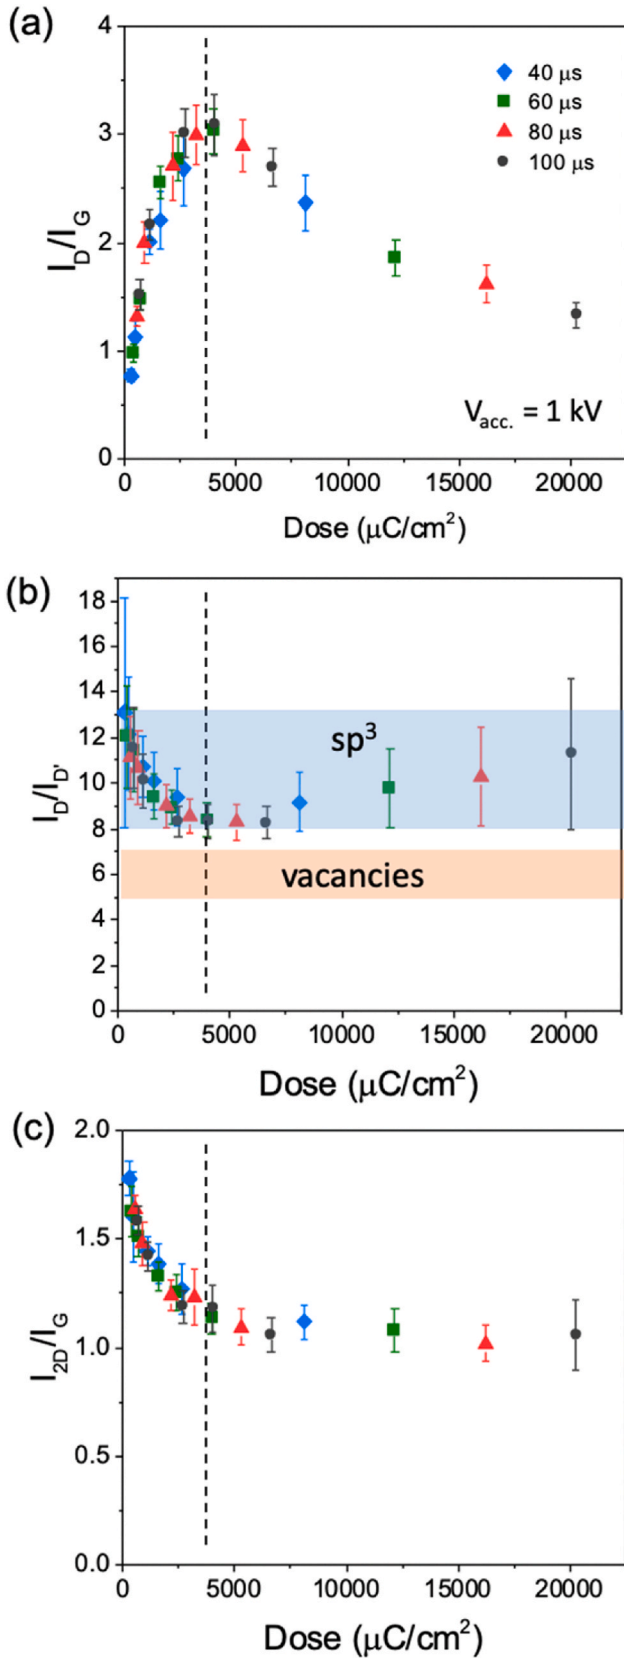 (a)
4
3
2
1
0
I_D/I_G
40 μs
60 μs
80 μs
100 μs
V_acc. = 1 kV
0 5000 10000 15000 20000
Dose (μC/cm²)
(b)
18
16
14
12
10
8
6
4
2
0
I_D/I_D'
sp³
vacancies
0 5000 10000 15000 20000
Dose (μC/cm²)
(c)
2.0
1.5
1.0
0.5
0.0
I_2D/I_G
0 5000 10000 15000 20000
Dose (μC/cm²)